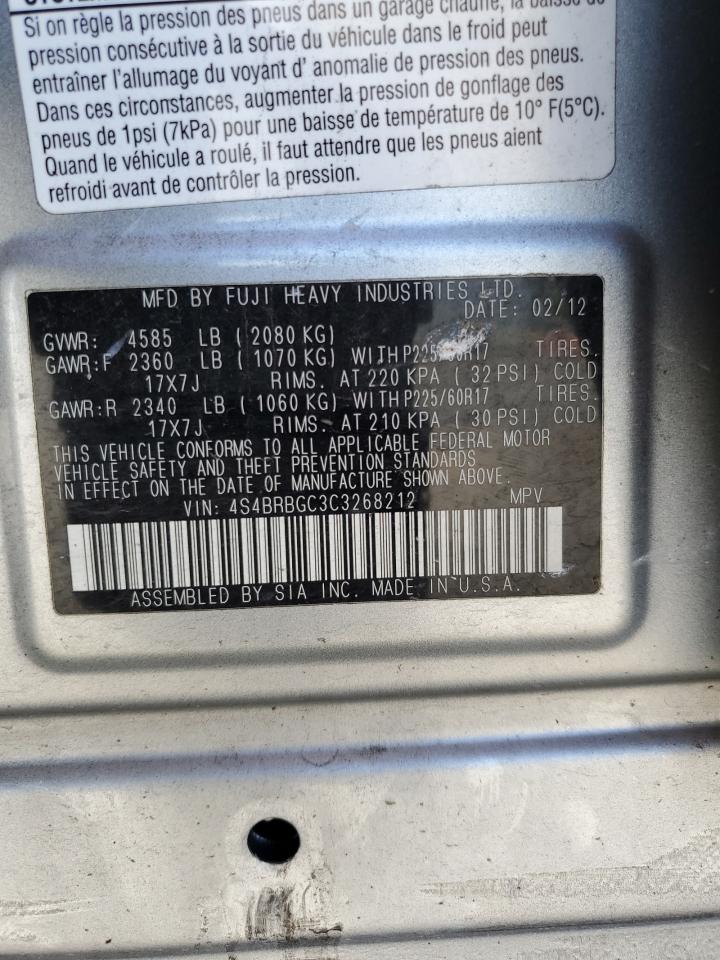 Si on règle la pression des pneus dans un garage chauffé, la baisse de
pression consécutive à la sortie du véhicule dans le froid peut
entraîner l'allumage du voyant d' anomalie de pression des pneus.
Dans ces circonstances, augmenter la pression de gonflage des
pneus de 1psi (7kPa) pour une baisse de température de 10° F(5°C).
Quand le véhicule a roulé, il faut attendre que les pneus aient
refroidi avant de contrôler la pression.
MFD BY FUJI HEAVY INDUSTRIES LTD.
DATE: 02/12
GVWR: 4585 LB ( 2080 KG)
GAWR:F 2360 LB ( 1070 KG) WITH P225/60R17 TIRES.
17X7J RIMS. AT 220 KPA ( 32 PSI) COLD
GAWR:R 2340 LB ( 1060 KG) WITH P225/60R17 TIRES.
17X7J RIMS. AT 210 KPA ( 30 PSI) COLD
THIS VEHICLE CONFORMS TO ALL APPLICABLE FEDERAL MOTOR
VEHICLE SAFETY AND THEFT PREVENTION STANDARDS
IN EFFECT ON THE DATE OF MANUFACTURE SHOWN ABOVE.
VIN: 4S4BRBGC3C3268212 MPV
ASSEMBLED BY SIA INC. MADE IN U.S.A.